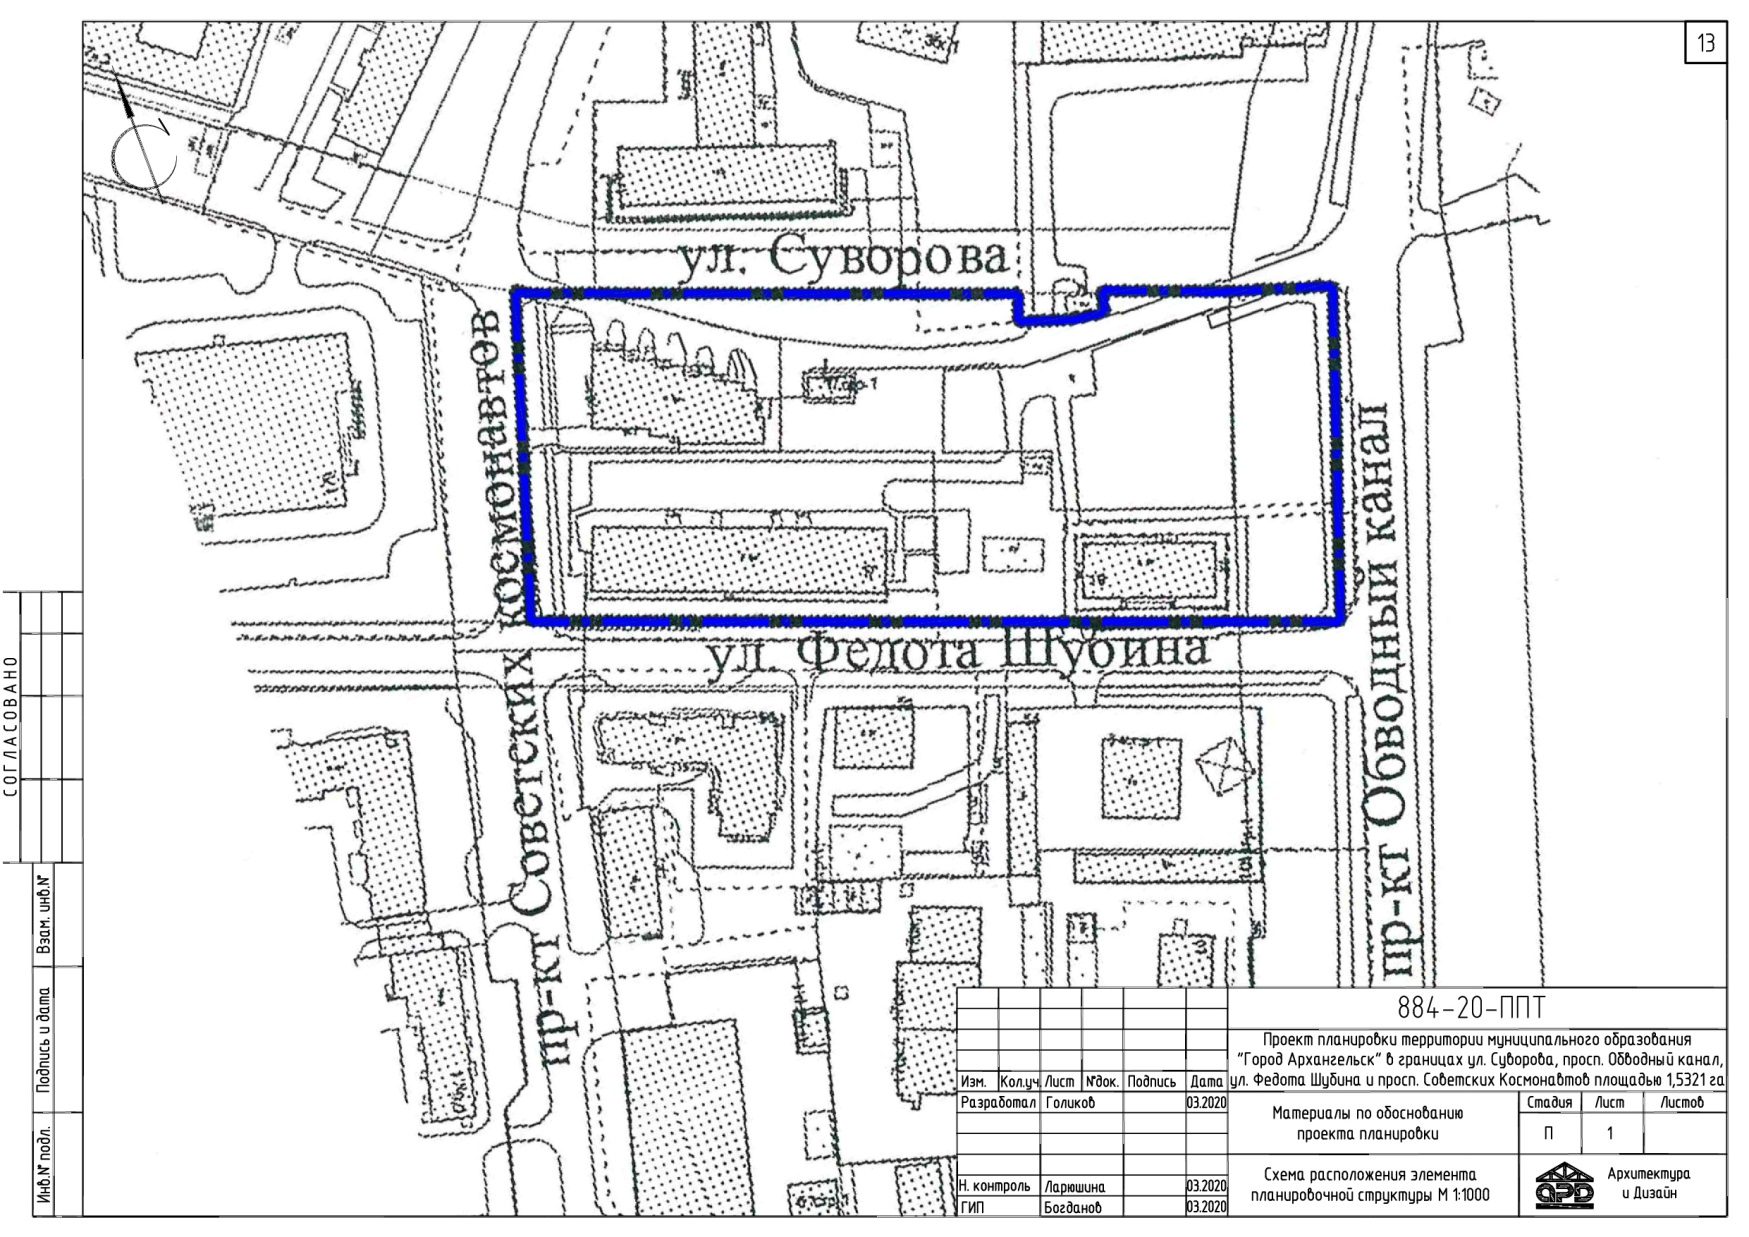 13
С
ул. Суворова
пр-кт Советских космонавтов
пр-кт Обводный канал
ул. Федота Шубина
СОГЛАСОВАНО
Взам. инв.№
Подпись и дата
Инв.№ подл.
884-20-ППТ
Проект планировки территории муниципального образования
"Город Архангельск" в границах ул. Суворова, просп. Обводный канал,
ул. Федота Шубина и просп. Советских Космонавтов площадью 1,5321 га
Изм. Кол.уч Лист №док. Подпись Дата
Разработал Голиков 03.2020
Материалы по обоснованию
проекта планировки
Стадия Лист Листов
П 1
Н. контроль Ларюшина 03.2020
ГИП Богданов 03.2020
Схема расположения элемента
планировочной структуры М 1:1000
Архитектура
и Дизайн